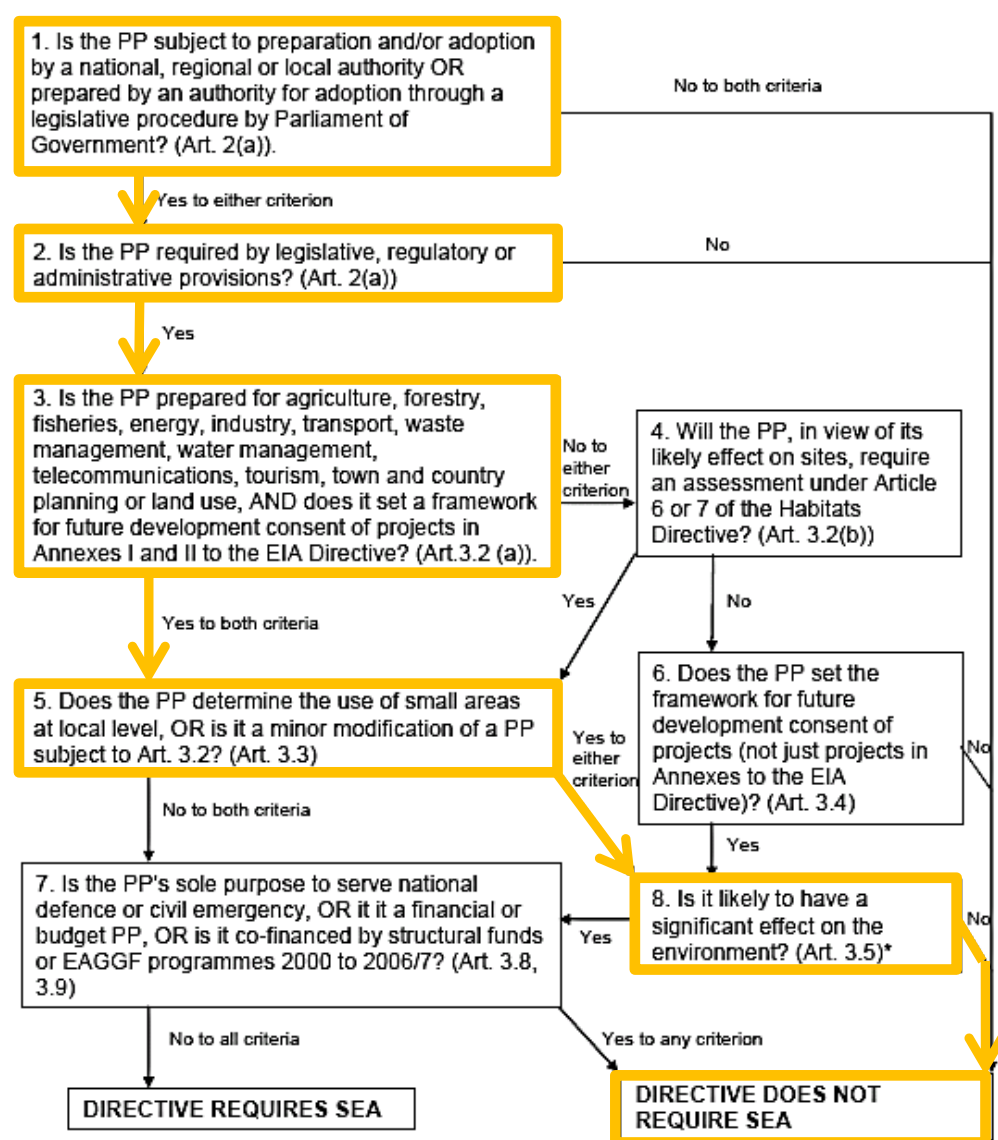 1. Is the PP subject to preparation and/or adoption
by a national, regional or local authority OR
prepared by an authority for adoption through a
legislative procedure by Parliament of
Government? (Art. 2(a)).
No to both criteria
Yes to either criterion
2. Is the PP required by legislative, regulatory or
administrative provisions? (Art. 2(a))
No
Yes
3. Is the PP prepared for agriculture, forestry,
fisheries, energy, industry, transport, waste
management, water management,
telecommunications, tourism, town and country
planning or land use, AND does it set a framework
for future development consent of projects in
Annexes I and II to the EIA Directive? (Art.3.2 (a)).
No to
either
criterion
4. Will the PP, in view of its
likely effect on sites, require
an assessment under Article
6 or 7 of the Habitats
Directive? (Art. 3.2(b))
Yes to both criteria
Yes
No
5. Does the PP determine the use of small areas
at local level, OR is it a minor modification of a PP
subject to Art. 3.2? (Art. 3.3)
Yes to
either
criterion
6. Does the PP set the
framework for future
development consent of
projects (not just projects in
Annexes to the EIA
Directive)? (Art. 3.4)
No
No to both criteria
Yes
7. Is the PP's sole purpose to serve national
defence or civil emergency, OR it it a financial or
budget PP, OR is it co-financed by structural funds
or EAGGF programmes 2000 to 2006/7? (Art. 3.8,
3.9)
Yes
8. Is it likely to have a
significant effect on the
environment? (Art. 3.5)*
No
No to all criteria
Yes to any criterion
DIRECTIVE REQUIRES SEA
DIRECTIVE DOES NOT
REQUIRE SEA